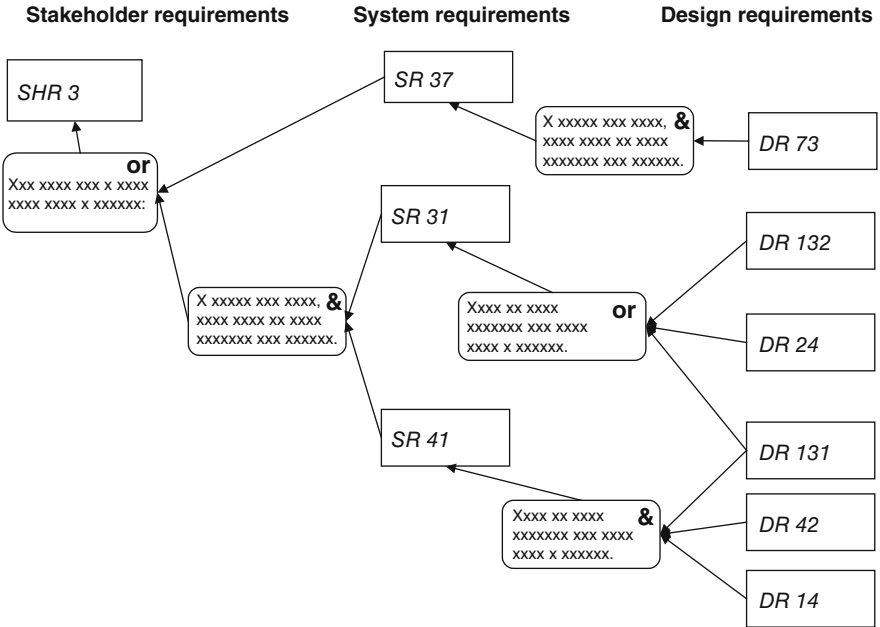 Stakeholder requirements
System requirements
Design requirements
SHR 3
or
Xxx xxxx xxx x xxxx
xxxx xxxx x xxxxxx:
SR 37
X xxxxx xxx xxxx, &
xxxx xxxx xx xxxx
xxxxxxx xxx xxxxxx.
DR 73
SR 31
DR 132
X xxxxx xxx xxxx, &
xxxx xxxx xx xxxx
xxxxxxx xxx xxxxxx.
Xxxx xx xxxx or
xxxxxxx xxx xxxx
xxxx x xxxxxx.
DR 24
SR 41
DR 131
Xxxx xx xxxx &
xxxxxxx xxx xxxx
xxxx x xxxxxx.
DR 42
DR 14